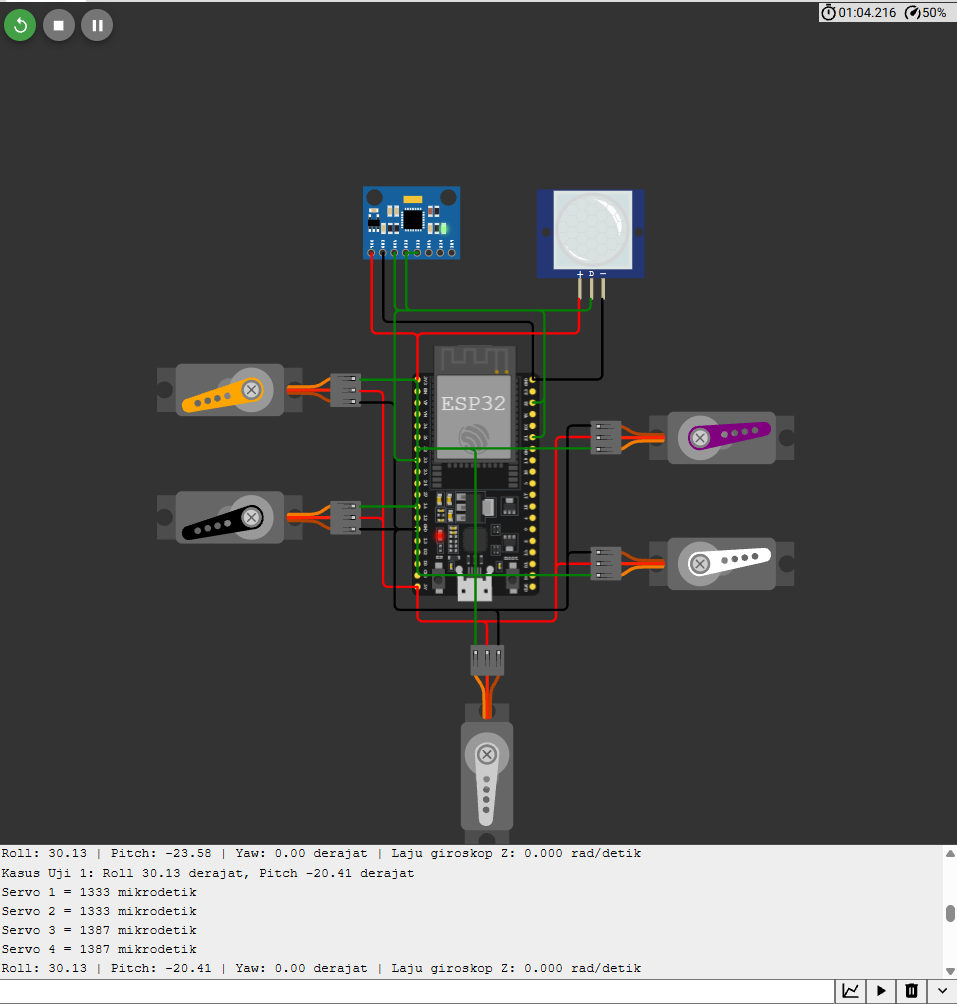 01:04.216 50%
+ D −
ESP32
Roll: 30.13 | Pitch: -23.58 | Yaw: 0.00 derajat | Laju giroskop Z: 0.000 rad/detik
Kasus Uji 1: Roll 30.13 derajat, Pitch -20.41 derajat
Servo 1 = 1333 mikrodetik
Servo 2 = 1333 mikrodetik
Servo 3 = 1387 mikrodetik
Servo 4 = 1387 mikrodetik
Roll: 30.13 | Pitch: -20.41 | Yaw: 0.00 derajat | Laju giroskop Z: 0.000 rad/detik